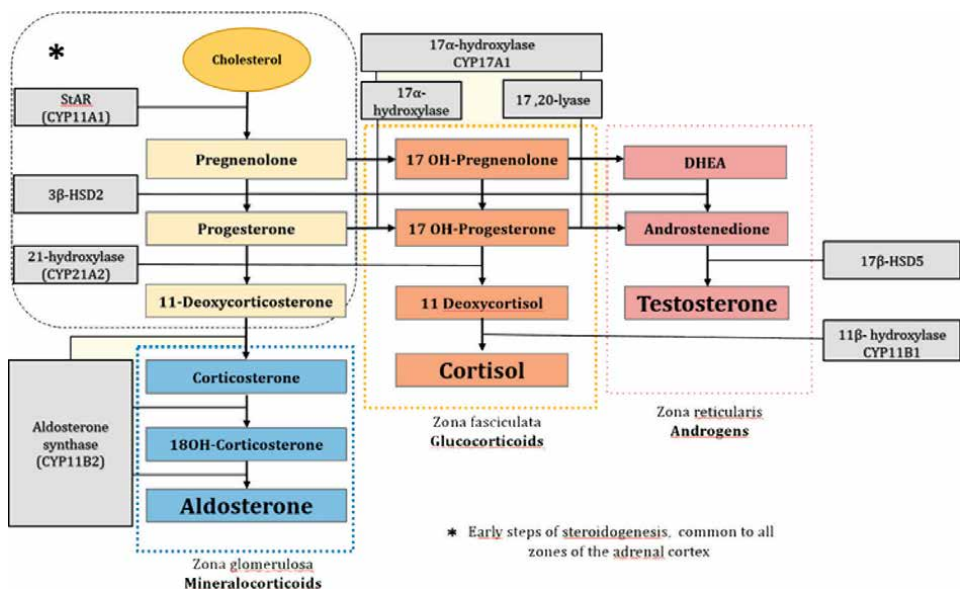 *
Cholesterol
17α-hydroxylase
CYP17A1
StAR
(CYP11A1)
17α-
hydroxylase
17 ,20-lyase
Pregnenolone
17 OH-Pregnenolone
DHEA
3β-HSD2
Progesterone
17 OH-Progesterone
Androstenedione
21-hydroxylase
(CYP21A2)
17β-HSD5
11-Deoxycorticosterone
11 Deoxycortisol
Testosterone
11β- hydroxylase
CYP11B1
Corticosterone
Cortisol
Aldosterone
synthase
(CYP11B2)
18OH-Corticosterone
Aldosterone
Zona fasciculata
Glucocorticoids
Zona reticularis
Androgens
Zona glomerulosa
Mineralocorticoids
* Early steps of steroidogenesis, common to all
zones of the adrenal cortex